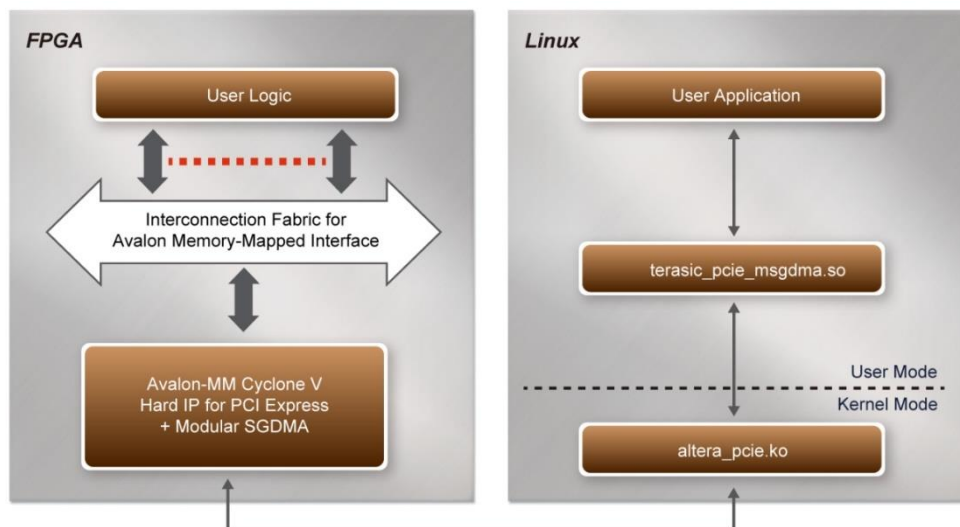 FPGA
User Logic
Interconnection Fabric for
Avalon Memory-Mapped Interface
Avalon-MM Cyclone V
Hard IP for PCI Express
+ Modular SGDMA
Linux
User Application
terasic_pcie_msgdma.so
User Mode
Kernel Mode
altera_pcie.ko